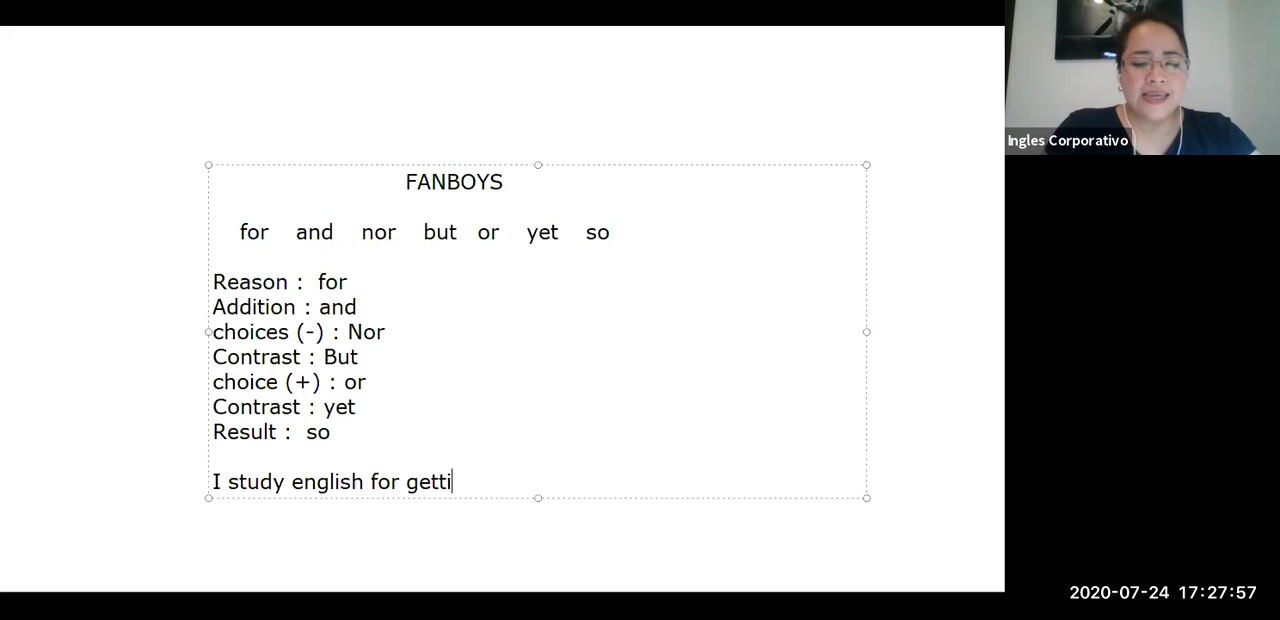 FANBOYS
for and nor but or yet so
Reason : for
Addition : and
choices (-) : Nor
Contrast : But
choice (+) : or
Contrast : yet
Result : so
I study english for getti
Ingles Corporativo
2020-07-24 17:27:57